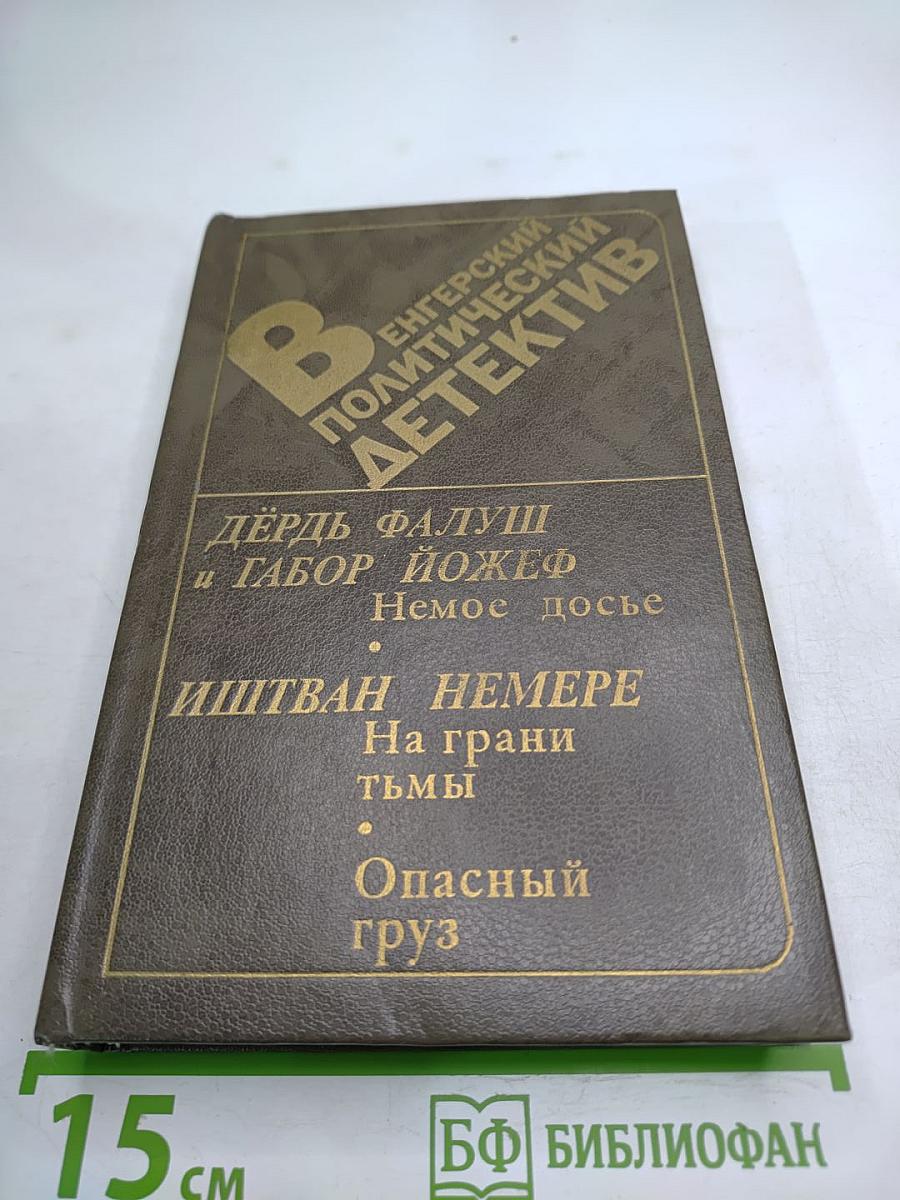 ВЕНГЕРСКИЙ
ПОЛИТИЧЕСКИЙ
ДЕТЕКТИВ
ДЁРДЬ ФАЛУШ
и ГАБОР ЙОЖЕФ
Немое досье
•
ИШТВАН НЕМЕРЕ
На грани
тьмы
•
Опасный
груз
15 см
БФ БИБЛИОФАН